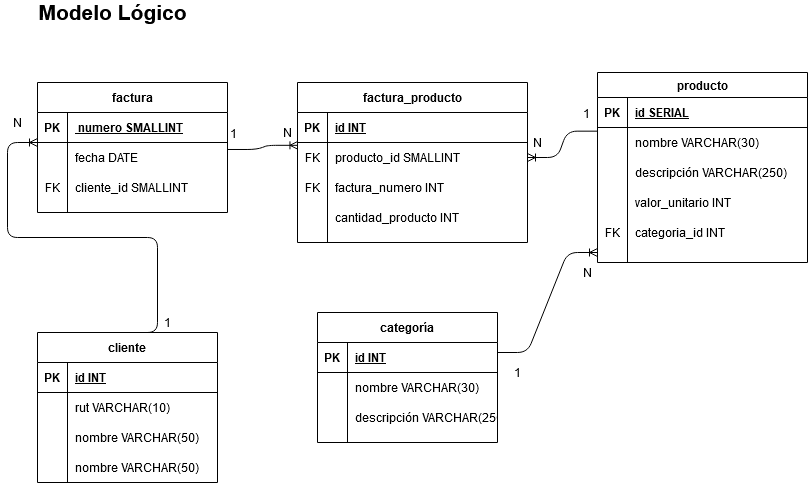 Modelo Lógico
factura
PK numero SMALLINT
fecha DATE
FK cliente_id SMALLINT
N
1
N
factura_producto
PK id INT
FK producto_id SMALLINT
FK factura_numero INT
cantidad_producto INT
N
1
producto
PK id SERIAL
nombre VARCHAR(30)
descripción VARCHAR(250)
valor_unitario INT
FK categoria_id INT
N
1
cliente
PK id INT
rut VARCHAR(10)
nombre VARCHAR(50)
nombre VARCHAR(50)
1
categoría
PK id INT
nombre VARCHAR(30)
descripción VARCHAR(25